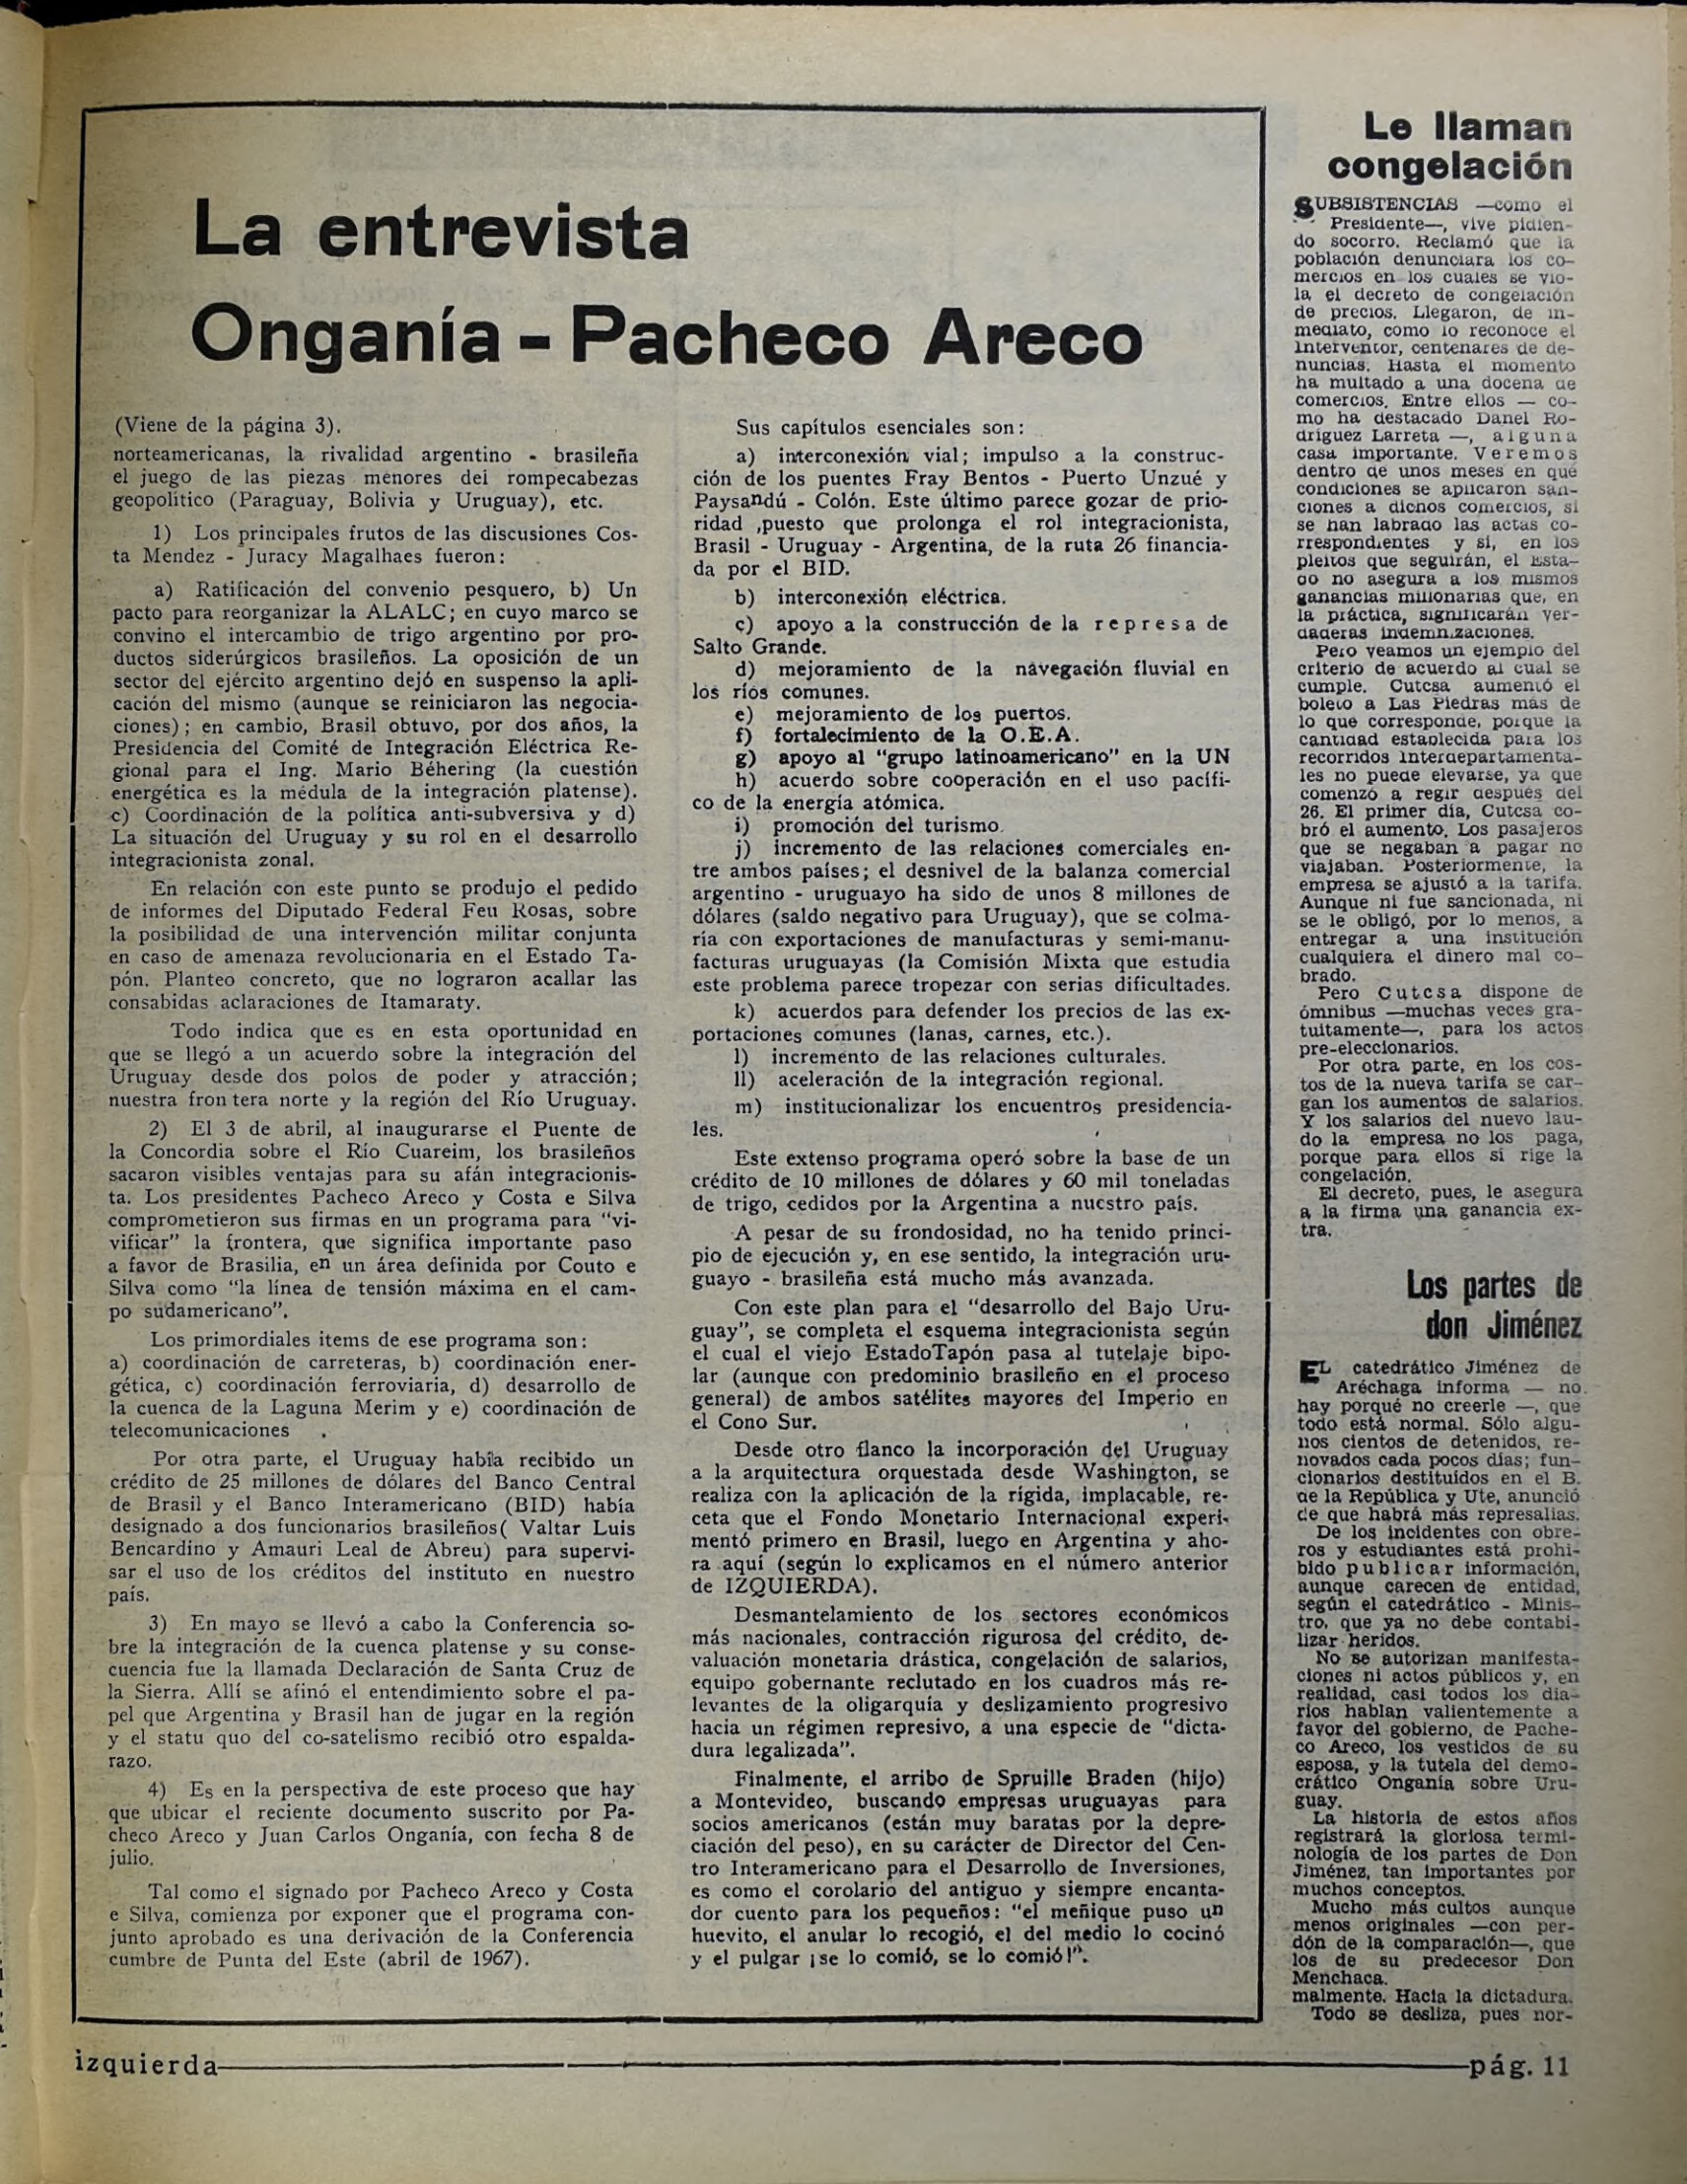 La entrevista
Onganía - Pacheco Areco
(Viene de la página 3).
norteamericanas, la rivalidad argentino - brasileña
el juego de las piezas menores dei rompecabezas
geopolítico (Paraguay, Bolivia y Uruguay), etc.
1) Los principales frutos de las discusiones Cos-
ta Mendez - Juracy Magalhaes fueron:
a) Ratificación del convenio pesquero, b) Un
pacto para reorganizar la ALALC; en cuyo marco se
convino el intercambio de trigo argentino por pro-
ductos siderúrgicos brasileños. La oposición de un
sector del ejército argentino dejó en suspenso la apli-
cación del mismo (aunque se reiniciaron las negocia-
ciones); en cambio, Brasil obtuvo, por dos años, la
Presidencia del Comité de Integración Eléctrica Re-
gional para el Ing. Mario Béhering (la cuestión
energética es la médula de la integración platense).
c) Coordinación de la política anti-subversiva y d)
La situación del Uruguay y su rol en el desarrollo
integracionista zonal.
En relación con este punto se produjo el pedido
de informes del Diputado Federal Feu Rosas, sobre
la posibilidad de una intervención militar conjunta
en caso de amenaza revolucionaria en el Estado Ta-
pón. Planteo concreto, que no lograron acallar las
consabidas aclaraciones de Itamaraty.
Todo indica que es en esta oportunidad en
que se llegó a un acuerdo sobre la integración del
Uruguay desde dos polos de poder y atracción;
nuestra fron tera norte y la región del Río Uruguay.
2) El 3 de abril, al inaugurarse el Puente de
la Concordia sobre el Río Cuareim, los brasileños
sacaron visibles ventajas para su afán integracionis-
ta. Los presidentes Pacheco Areco y Costa e Silva
comprometieron sus firmas en un programa para "vi-
vificar" la frontera, que significa importante paso
a favor de Brasilia, en un área definida por Couto e
Silva como "la línea de tensión máxima en el cam-
po sudamericano".
Los primordiales items de ese programa son:
a) coordinación de carreteras, b) coordinación ener-
gética, c) coordinación ferroviaria, d) desarrollo de
la cuenca de la Laguna Merim y e) coordinación de
telecomunicaciones .
Por otra parte, el Uruguay había recibido un
crédito de 25 millones de dólares del Banco Central
de Brasil y el Banco Interamericano (BID) había
designado a dos funcionarios brasileños( Valtar Luis
Bencardino y Amauri Leal de Abreu) para supervi-
sar el uso de los créditos del instituto en nuestro
país.
3) En mayo se llevó a cabo la Conferencia so-
bre la integración de la cuenca platense y su conse-
cuencia fue la llamada Declaración de Santa Cruz de
la Sierra. Allí se afinó el entendimiento sobre el pa-
pel que Argentina y Brasil han de jugar en la región
y el statu quo del co-satelismo recibió otro espalda-
razo.
4) Es en la perspectiva de este proceso que hay
que ubicar el reciente documento suscrito por Pa-
checo Areco y Juan Carlos Onganía, con fecha 8 de
julio.
Tal como el signado por Pacheco Areco y Costa
e Silva, comienza por exponer que el programa con-
junto aprobado es una derivación de la Conferencia
cumbre de Punta del Este (abril de 1967).
Sus capítulos esenciales son:
a) interconexión vial; impulso a la construc-
ción de los puentes Fray Bentos - Puerto Unzué y
Paysandú - Colón. Este último parece gozar de prio-
ridad ,puesto que prolonga el rol integracionista,
Brasil - Uruguay - Argentina, de la ruta 26 financia-
da por el BID.
b) interconexión eléctrica.
c) apoyo a la construcción de la represa de
Salto Grande.
d) mejoramiento de la navegación fluvial en
los ríos comunes.
e) mejoramiento de los puertos.
f) fortalecimiento de la O.E.A.
g) apoyo al "grupo latinoamericano" en la UN
h) acuerdo sobre cooperación en el uso pacífi-
co de la energía atómica.
i) promoción del turismo.
j) incremento de las relaciones comerciales en-
tre ambos países; el desnivel de la balanza comercial
argentino - uruguayo ha sido de unos 8 millones de
dólares (saldo negativo para Uruguay), que se colma-
ría con exportaciones de manufacturas y semi-manu-
facturas uruguayas (la Comisión Mixta que estudia
este problema parece tropezar con serias dificultades.
k) acuerdos para defender los precios de las ex-
portaciones comunes (lanas, carnes, etc.).
l) incremento de las relaciones culturales.
ll) aceleración de la integración regional.
m) institucionalizar los encuentros presidencia-
les.
Este extenso programa operó sobre la base de un
crédito de 10 millones de dólares y 60 mil toneladas
de trigo, cedidos por la Argentina a nuestro país.
A pesar de su frondosidad, no ha tenido princi-
pio de ejecución y, en ese sentido, la integración uru-
guayo - brasileña está mucho más avanzada.
Con este plan para el "desarrollo del Bajo Uru-
guay", se completa el esquema integracionista según
el cual el viejo EstadoTapón pasa al tutelaje bipo-
lar (aunque con predominio brasileño en el proceso
general) de ambos satélites mayores del Imperio en
el Cono Sur.
Desde otro flanco la incorporación del Uruguay
a la arquitectura orquestada desde Washington, se
realiza con la aplicación de la rígida, implacable, re-
ceta que el Fondo Monetario Internacional experi-
mentó primero en Brasil, luego en Argentina y aho-
ra aquí (según lo explicamos en el número anterior
de IZQUIERDA).
Desmantelamiento de los sectores económicos
más nacionales, contracción rigurosa del crédito, de-
valuación monetaria drástica, congelación de salarios,
equipo gobernante reclutado en los cuadros más re-
levantes de la oligarquía y deslizamiento progresivo
hacia un régimen represivo, a una especie de "dicta-
dura legalizada".
Finalmente, el arribo de Spruille Braden (hijo)
a Montevideo, buscando empresas uruguayas para
socios americanos (están muy baratas por la depre-
ciación del peso), en su carácter de Director del Cen-
tro Interamericano para el Desarrollo de Inversiones,
es como el corolario del antiguo y siempre encanta-
dor cuento para los pequeños: "el meñique puso un
huevito, el anular lo recogió, el del medio lo cocinó
y el pulgar ¡se lo comió, se lo comió!".
Le llaman
congelación
SUBSISTENCIAS —como el
Presidente—, vive pidien-
do socorro. Reclamó que la
población denunciara los co-
mercios en los cuales se vio-
la el decreto de congelación
de precios. Llegaron, de in-
mediato, como lo reconoce el
Interventor, centenares de de-
nuncias. Hasta el momento
ha multado a una docena de
comercios. Entre ellos — co-
mo ha destacado Danel Ro-
dríguez Larreta —, alguna
casa importante. Veremos
dentro de unos meses en qué
condiciones se aplicaron san-
ciones a dichos comercios, si
se han labrado las actas co-
rrespondientes y si, en los
pleitos que seguirán, el Esta-
do no asegura a los mismos
ganancias millonarias que, en
la práctica, significarán ver-
daderas indemnizaciones.
Pero veamos un ejemplo del
criterio de acuerdo al cual se
cumple. Cutcsa aumentó el
boleto a Las Piedras más de
lo que corresponde, porque la
cantidad establecida para los
recorridos interdepartamenta-
les no puede elevarse, ya que
comenzó a regir después del
26. El primer día, Cutcsa co-
bró el aumento. Los pasajeros
que se negaban a pagar no
viajaban. Posteriormente, la
empresa se ajustó a la tarifa.
Aunque ni fue sancionada, ni
se le obligó, por lo menos, a
entregar a una institución
cualquiera el dinero mal co-
brado.
Pero Cutcsa dispone de
ómnibus —muchas veces gra-
tuitamente—, para los actos
pre-eleccionarios.
Por otra parte, en los cos-
tos de la nueva tarifa se car-
gan los aumentos de salarios.
Y los salarios del nuevo lau-
do la empresa no los paga,
porque para ellos sí rige la
congelación.
El decreto, pues, le asegura
a la firma una ganancia ex-
tra.
Los partes de
don Jiménez
EL catedrático Jiménez de
Aréchaga informa — no
hay porqué no creerle —, que
todo está normal. Sólo algu-
nos cientos de detenidos, re-
novados cada pocos días; fun-
cionarios destituidos en el B.
de la República y Ute, anunció
de que habrá más represalias.
De los incidentes con obre-
ros y estudiantes está prohi-
bido publicar información,
aunque carecen de entidad,
según el catedrático - Minis-
tro, que ya no debe contabi-
lizar heridos.
No se autorizan manifesta-
ciones ni actos públicos y, en
realidad, casi todos los dia-
rios hablan valientemente a
favor del gobierno, de Pache-
co Areco, los vestidos de su
esposa, y la tutela del demo-
crático Onganía sobre Uru-
guay.
La historia de estos años
registrará la gloriosa termi-
nología de los partes de Don
Jiménez, tan importantes por
muchos conceptos.
Mucho más cultos aunque
menos originales —con per-
dón de la comparación—, que
los de su predecesor Don
Menchaca.
malmente. Hacia la dictadura.
Todo se desliza, pues nor-
izquierda
pág. 11